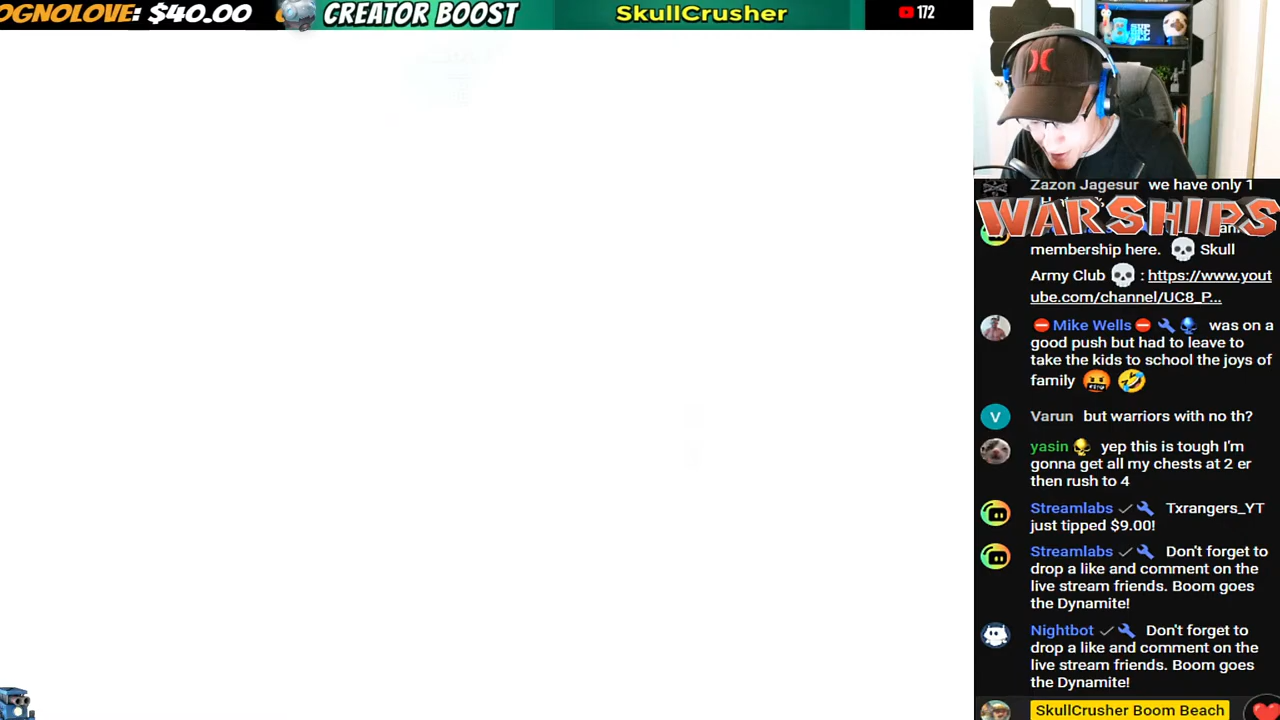 OGNOLOVE: $40.00 CREATOR BOOST SkullCrusher 172
Zazon Jagesur we have only 1
WARSHIPS
membership here. 💀 Skull
Army Club 💀 : https://www.yout
ube.com/channel/UC8_P...
⛔ Mike Wells ⛔ was on a
good push but had to leave to
take the kids to school the joys of
family 🤬 🤣
V Varun but warriors with no th?
yasin yep this is tough I'm
gonna get all my chests at 2 er
then rush to 4
Streamlabs ✓ Txrangers_YT
just tipped $9.00!
Streamlabs ✓ Don't forget to
drop a like and comment on the
live stream friends. Boom goes
the Dynamite!
Nightbot ✓ Don't forget to
drop a like and comment on the
live stream friends. Boom goes
the Dynamite!
SkullCrusher Boom Beach